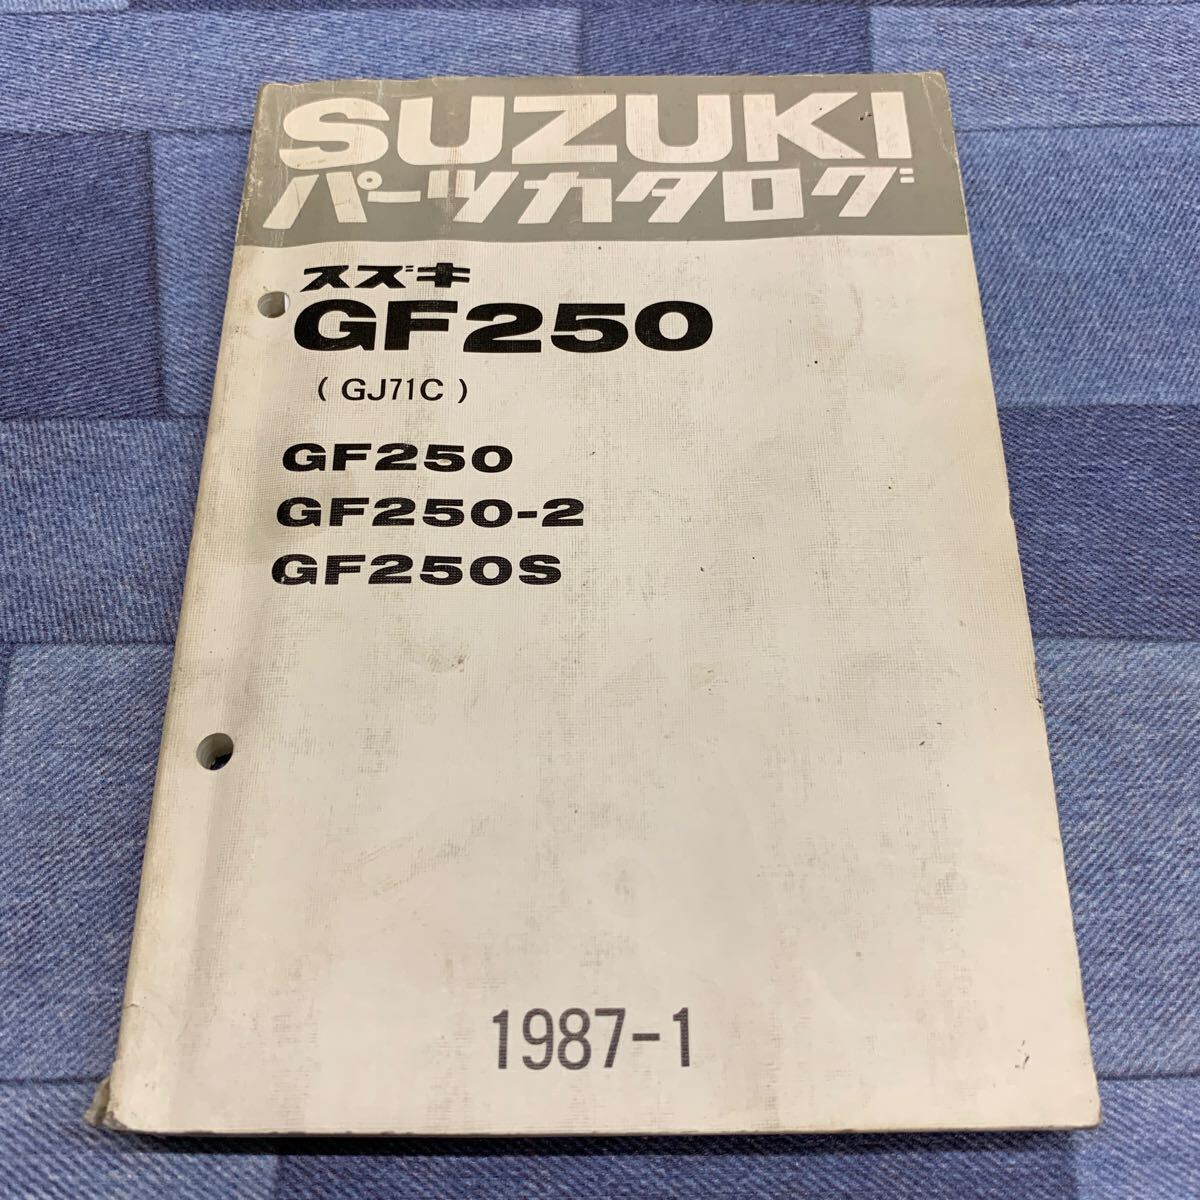 SUZUKI
パーツカタログ
スズキ
GF250
( GJ71C )
GF250
GF250-2
GF250S
1987-1